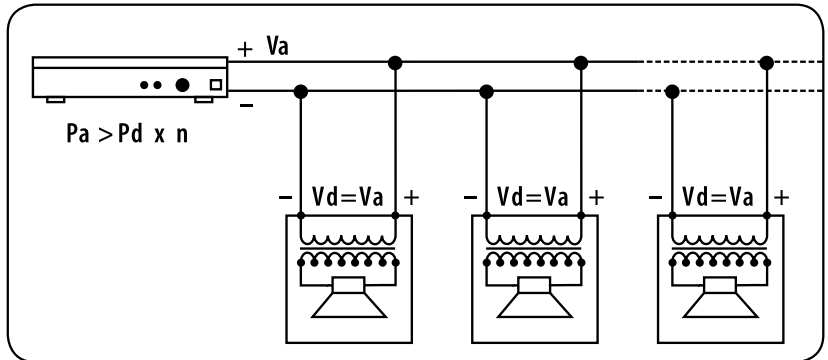 + Va
−
Pa > Pd x n
− Vd=Va +
− Vd=Va +
− Vd=Va +